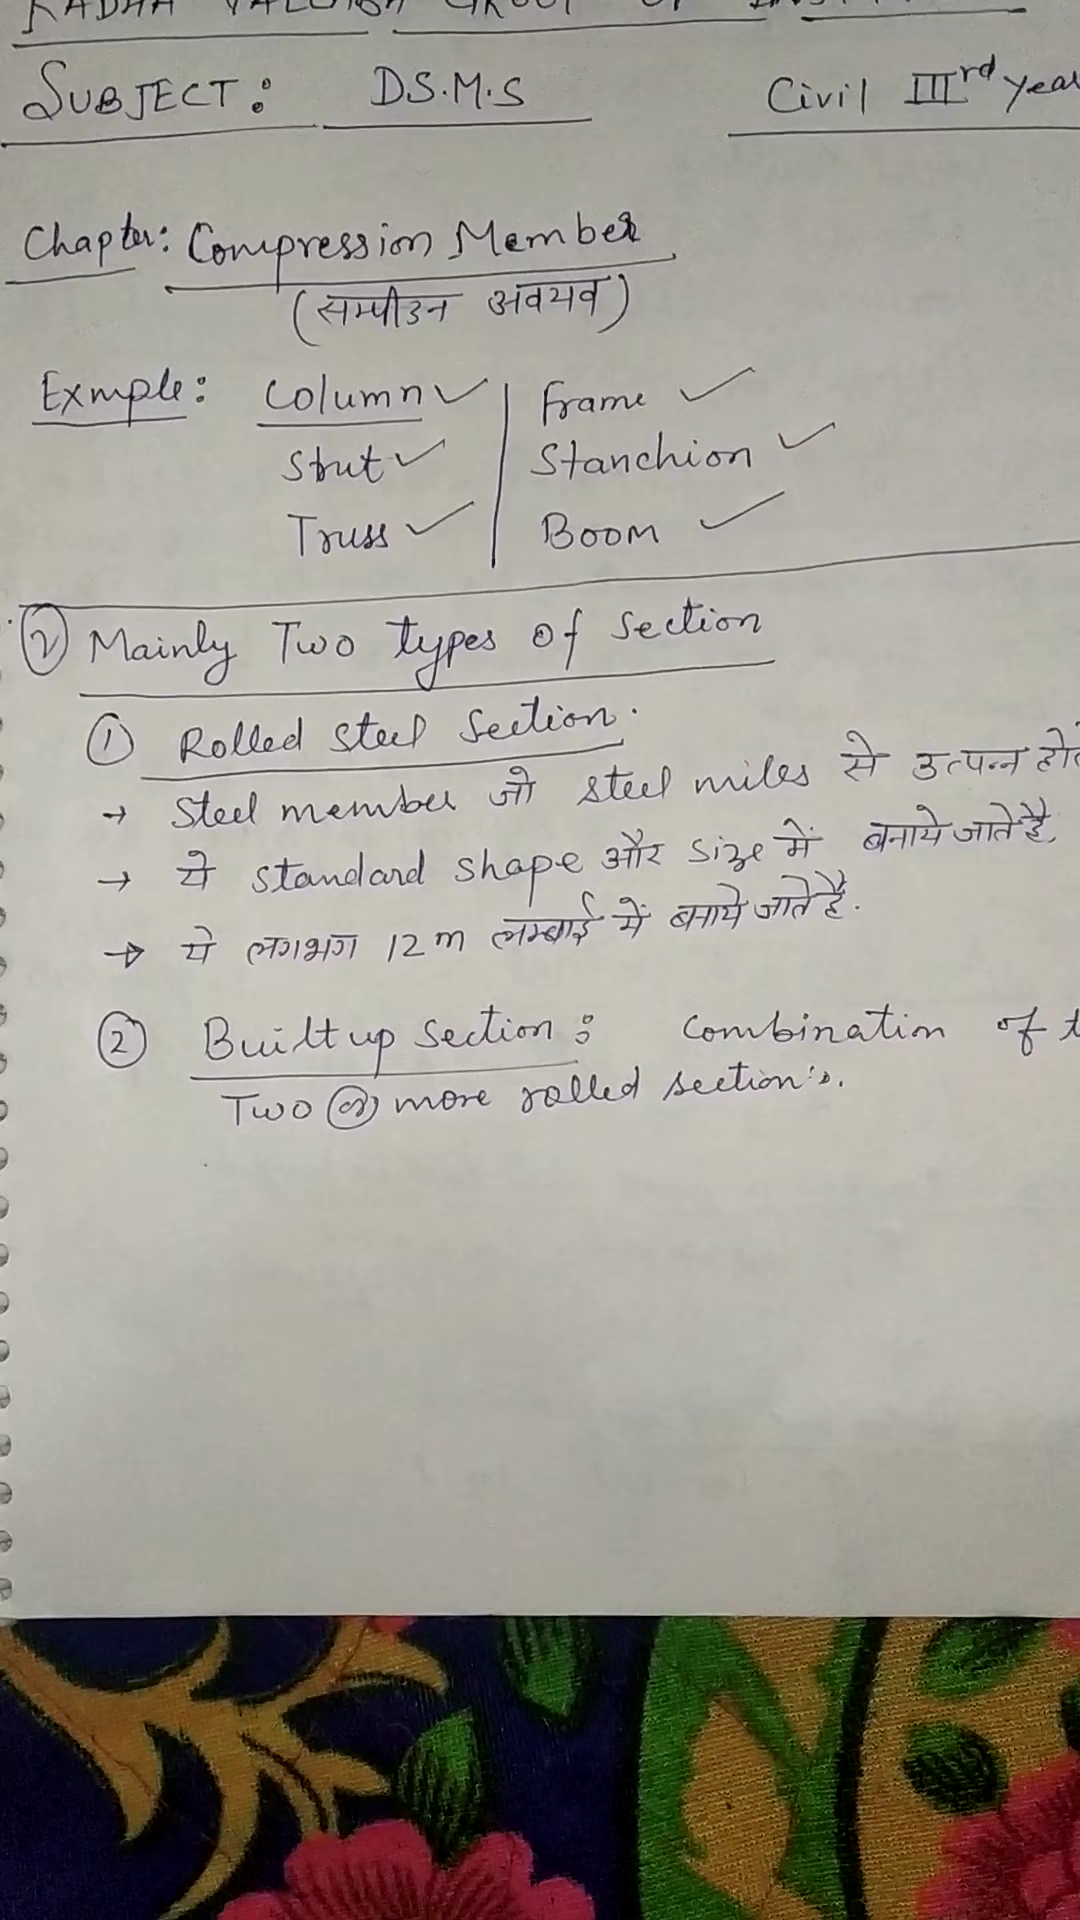 SUBJECT: DS.M.S Civil IIIrd year
Chapter: Compression Member
(सम्पीडन अवयव)
Exmple: Column ✓ | Frame ✓
Strut ✓ | Stanchion ✓
Truss ✓ | Boom ✓
② Mainly Two types of section
① Rolled steel section.
→ Steel member जो steel miles से उत्पन्न होते
→ ये standard shape और size में बनाये जाते है.
→ ये लगभग 12m लम्बाई में बनाये जाते है.
② Built up section: Combination of
Two or more rolled section's.